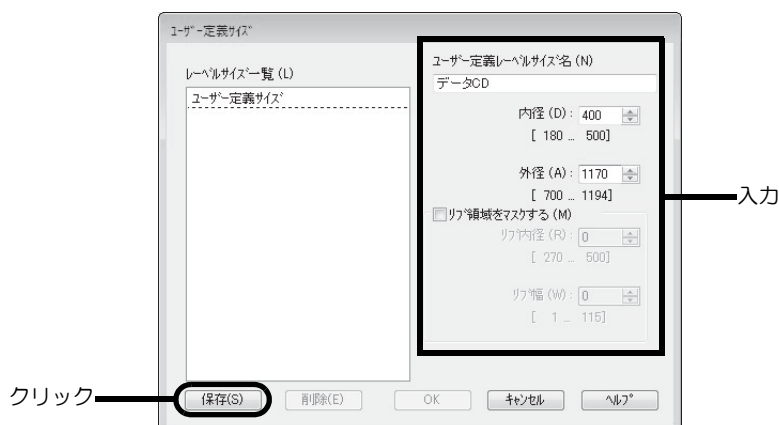 ユーザー定義サイズ
レーベルサイズ一覧(L)
ユーザー定義サイズ
ユーザー定義レーベルサイズ名(N)
データCD
内径(D): 400
[ 180 ... 500]
外径(A): 1170
[ 700 ... 1194]
リブ領域をマスクする(M)
リブ内径(R): 0
[ 270 ... 500]
リブ幅(W): 0
[ 1 ... 115]
入力
クリック
保存(S)
削除(E)
OK
キャンセル
ヘルプ